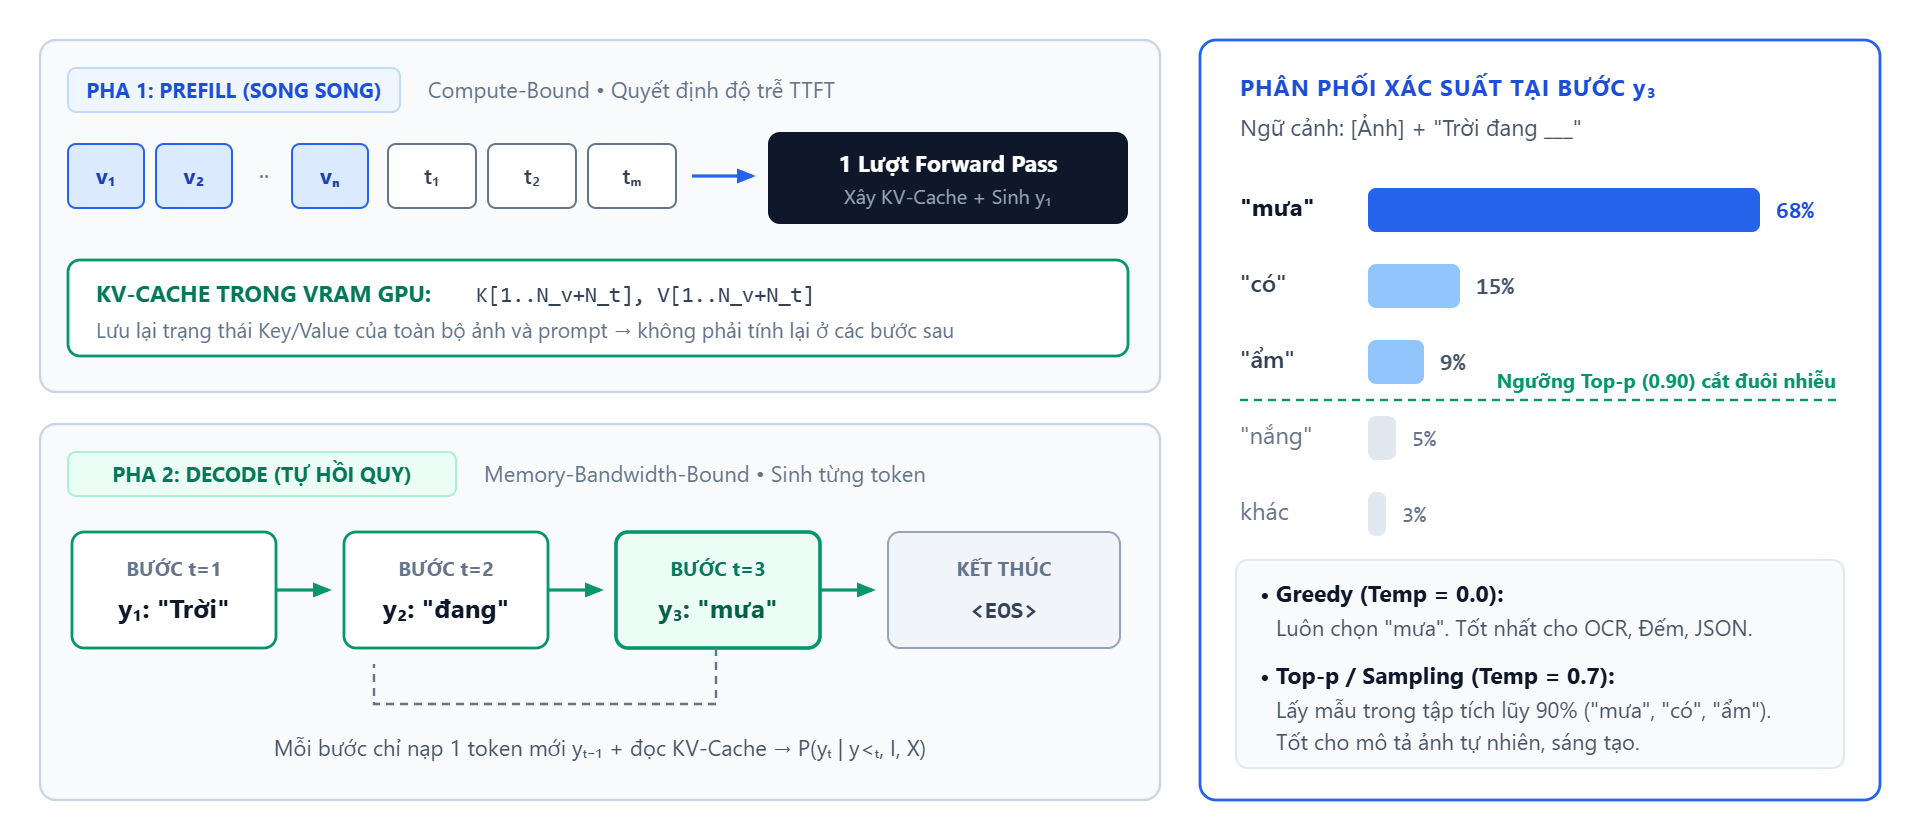 PHA 1: PREFILL (SONG SONG)
Compute-Bound • Quyết định độ trễ TTFT
v₁ v₂ ·· vₙ t₁ t₂ tₘ
1 Lượt Forward Pass
Xây KV-Cache + Sinh y₁
KV-CACHE TRONG VRAM GPU: K[1..N_v+N_t], V[1..N_v+N_t]
Lưu lại trạng thái Key/Value của toàn bộ ảnh và prompt → không phải tính lại ở các bước sau
PHA 2: DECODE (TỰ HỒI QUY)
Memory-Bandwidth-Bound • Sinh từng token
BƯỚC t=1
y₁: "Trời"
BƯỚC t=2
y₂: "đang"
BƯỚC t=3
y₃: "mưa"
KẾT THÚC
<EOS>
Mỗi bước chỉ nạp 1 token mới yₜ₋₁ + đọc KV-Cache → P(yₜ | y<ₜ, I, X)
PHÂN PHỐI XÁC SUẤT TẠI BƯỚC y₃
Ngữ cảnh: [Ảnh] + "Trời đang ___"
"mưa" 68%
"có" 15%
"ẩm" 9%
Ngưỡng Top-p (0.90) cắt đuôi nhiễu
"nắng" 5%
khác 3%
• Greedy (Temp = 0.0):
Luôn chọn "mưa". Tốt nhất cho OCR, Đếm, JSON.
• Top-p / Sampling (Temp = 0.7):
Lấy mẫu trong tập tích lũy 90% ("mưa", "có", "ẩm").
Tốt cho mô tả ảnh tự nhiên, sáng tạo.